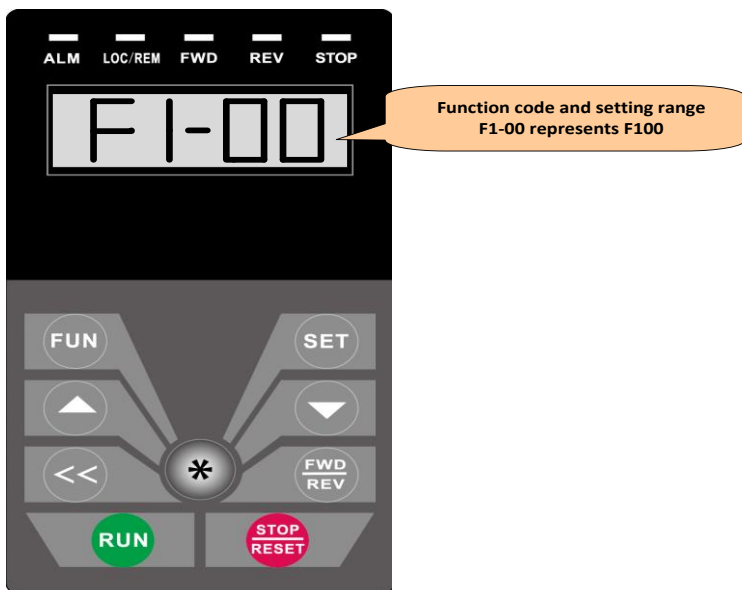 ALM LOC/REM FWD REV STOP
F1-00
Function code and setting range
F1-00 represents F100
FUN
SET
<<
*
FWD
REV
RUN
STOP
RESET